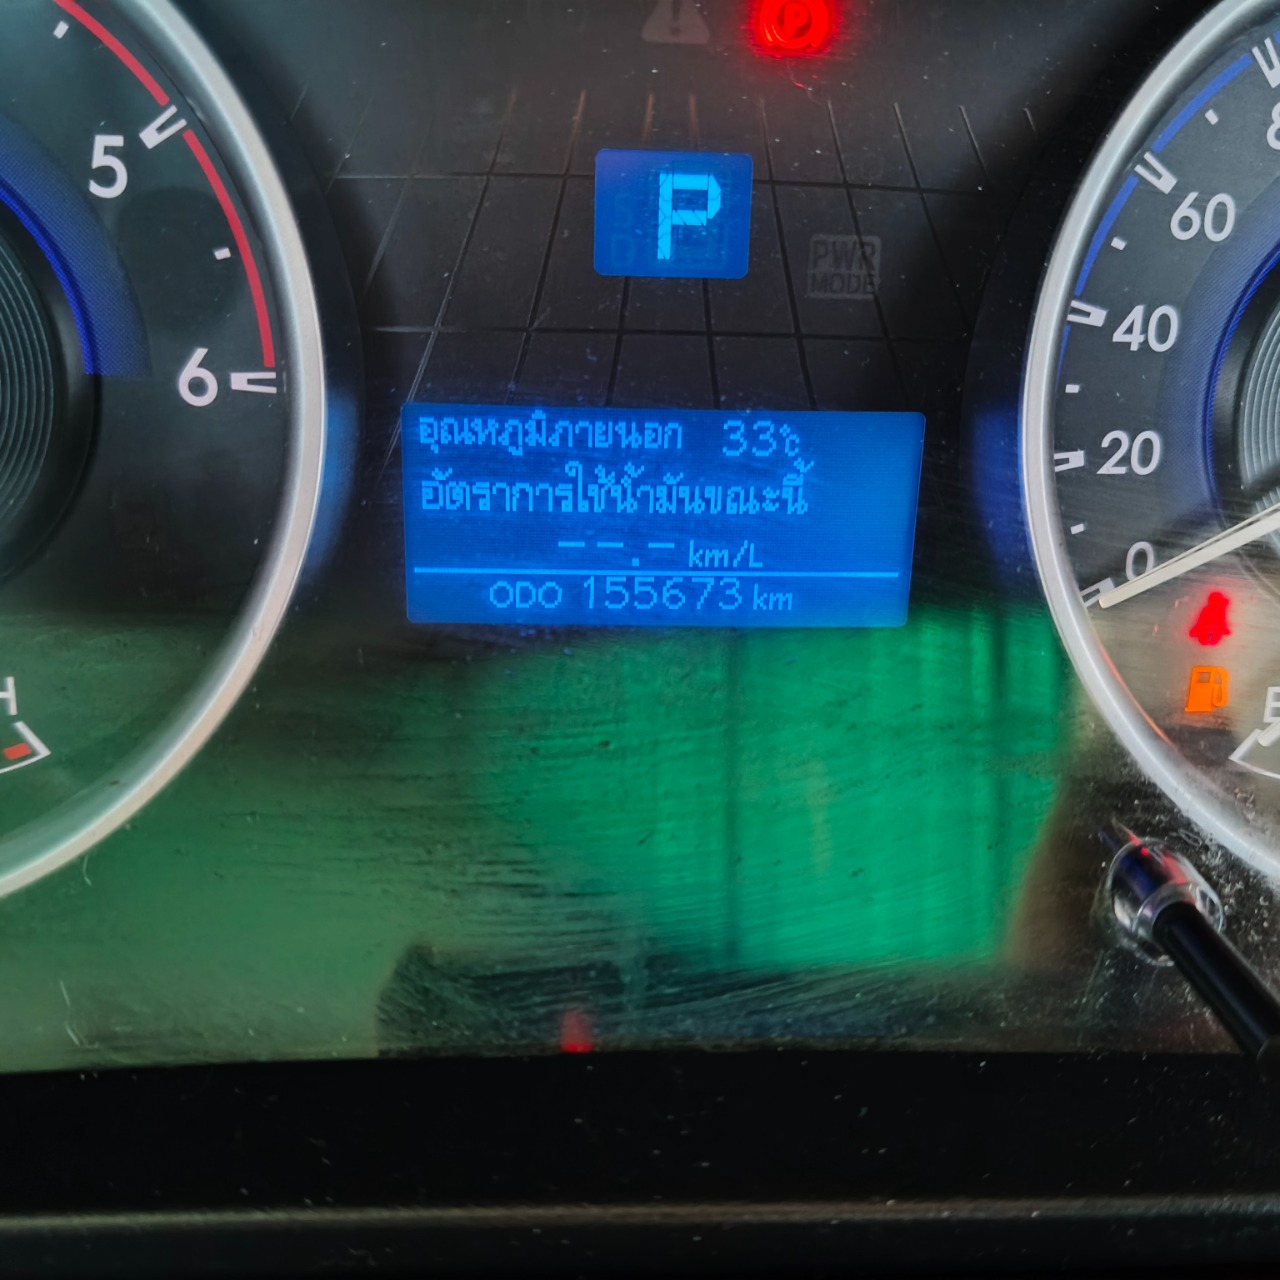 P
5
6
H
P
PWR
MODE
อุณหภูมิภายนอก 33°c
อัตราการใช้น้ำมันขณะนี้
--.- km/L
ODO 155673 km
8
60
40
20
0
E